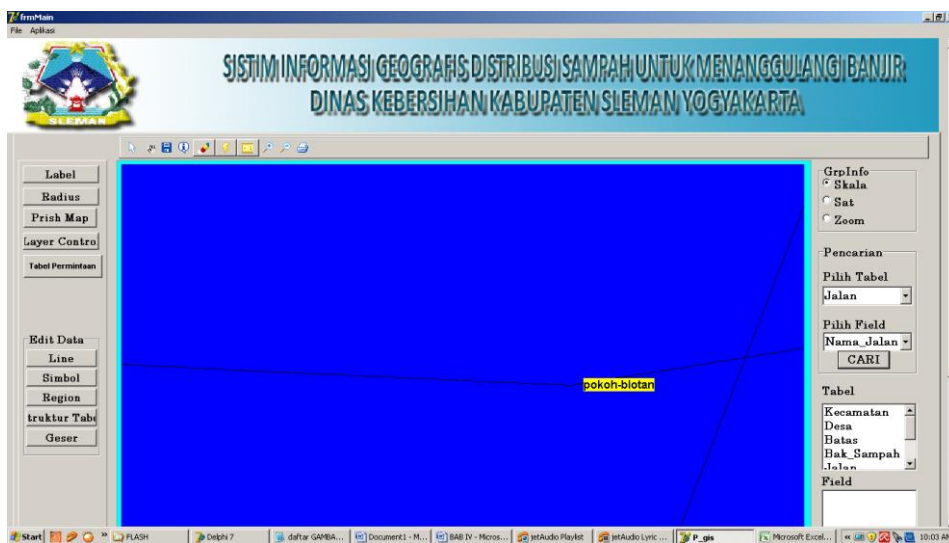 frmMain
File Aplikasi
SISTIM INFORMASI GEOGRAFIS DISTRIBUSI SAMPAH UNTUK MENANGGULANGI BANJIR
DINAS KEBERSIHAN KABUPATEN SLEMAN YOGYAKARTA
SLEMAN
Label
Radius
Prish Map
Layer Contro
Tabel Permintaan
Edit Data
Line
Simbol
Region
truktur Tabe
Geser
pokoh-blotan
GrpInfo
Skala
Sat
Zoom
Pencarian
Pilih Tabel
Jalan
Pilih Field
Nama_Jalan
CARI
Tabel
Kecamatan
Desa
Batas
Bak_Sampah
Jalan
Field
Start » FLASH Delphi 7 daftar GAMBA... Document1 - M... BAB IV - Micros... jetAudio Playlist jetAudio Lyric ... P_gis Microsoft Excel... « 10:03 AM